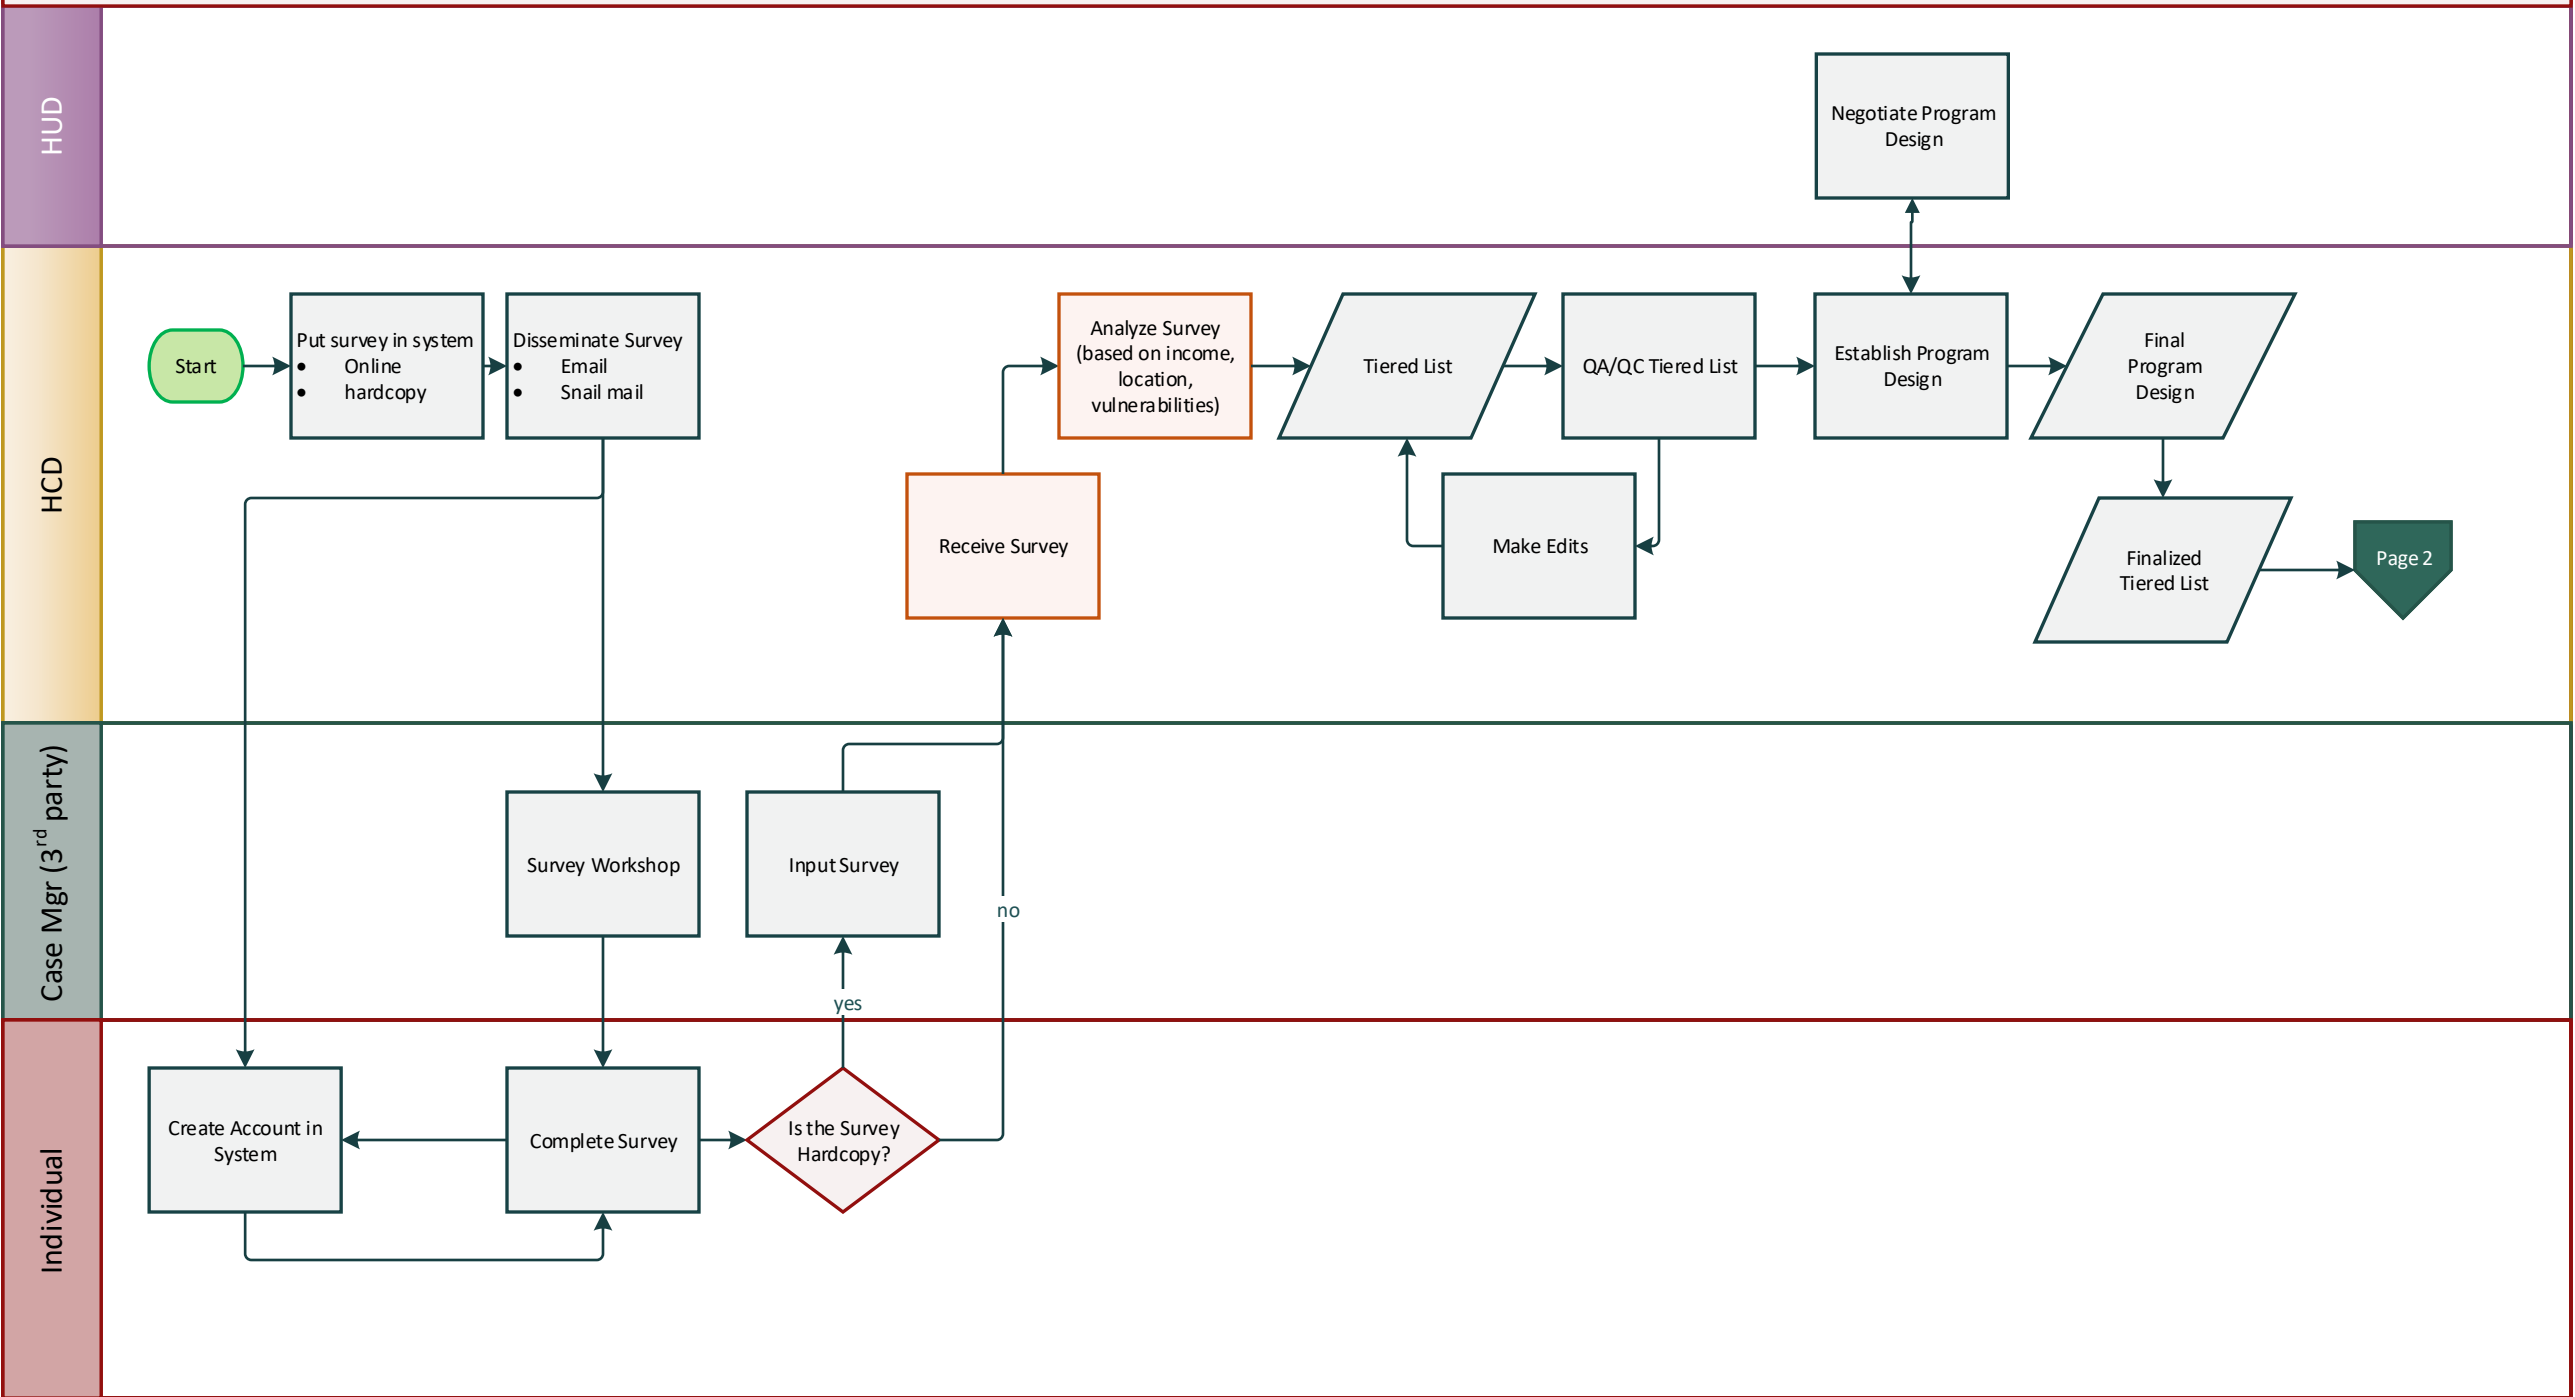 HUD
Negotiate Program
Design
HCD
Start
Put survey in system
• Online
• hardcopy
Disseminate Survey
• Email
• Snail mail
Analyze Survey
(based on income,
location,
vulnerabilities)
Tiered List
QA/QC Tiered List
Establish Program
Design
Final
Program
Design
Receive Survey
Make Edits
Finalized
Tiered List
Page 2
Case Mgr (3rd party)
Survey Workshop
Input Survey
no
yes
Individual
Create Account in
System
Complete Survey
Is the Survey
Hardcopy?